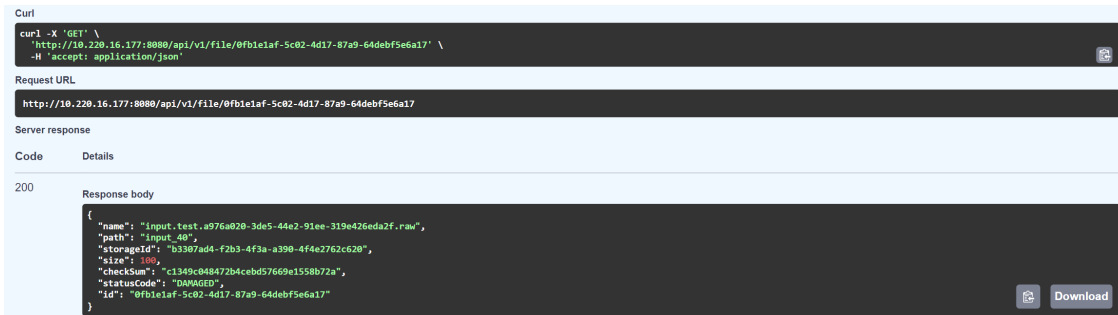 Curl
curl -X 'GET' \
  'http://10.220.16.177:8080/api/v1/file/0fb1e1af-5c02-4d17-87a9-64debf5e6a17' \
  -H 'accept: application/json'
Request URL
http://10.220.16.177:8080/api/v1/file/0fb1e1af-5c02-4d17-87a9-64debf5e6a17
Server response
Code Details
200
Response body
{
  "name": "input.test.a976a020-3de5-44e2-91ee-319e426eda2f.raw",
  "path": "input_40",
  "storageId": "b3307ad4-f2b3-4f3a-a390-4f4e2762c620",
  "size": 100,
  "checkSum": "c1349c048472b4cebd57669e1558b72a",
  "statusCode": "DAMAGED",
  "id": "0fb1e1af-5c02-4d17-87a9-64debf5e6a17"
}
Download